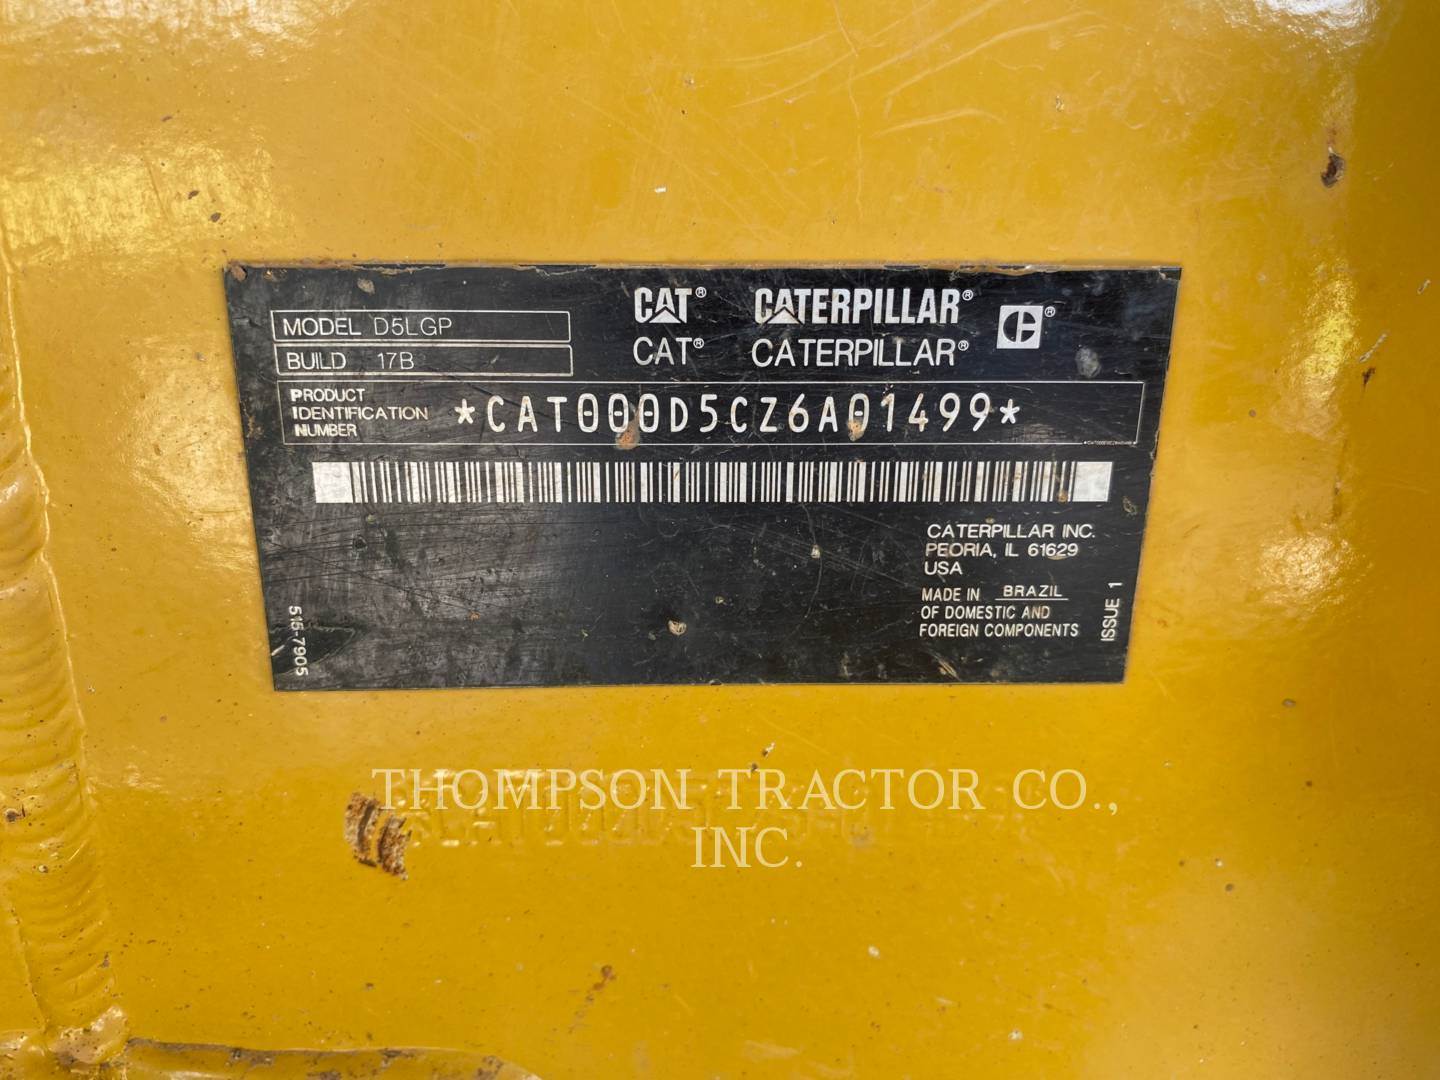 MODEL D5LGP
BUILD 17B
CAT® CATERPILLAR®
CAT® CATERPILLAR®
PRODUCT
IDENTIFICATION
NUMBER
*CAT000D5CZ6A01499*
CATERPILLAR INC.
PEORIA, IL 61629
USA
MADE IN BRAZIL
OF DOMESTIC AND
FOREIGN COMPONENTS
ISSUE 1
515-7905
THOMPSON TRACTOR CO.,
INC.